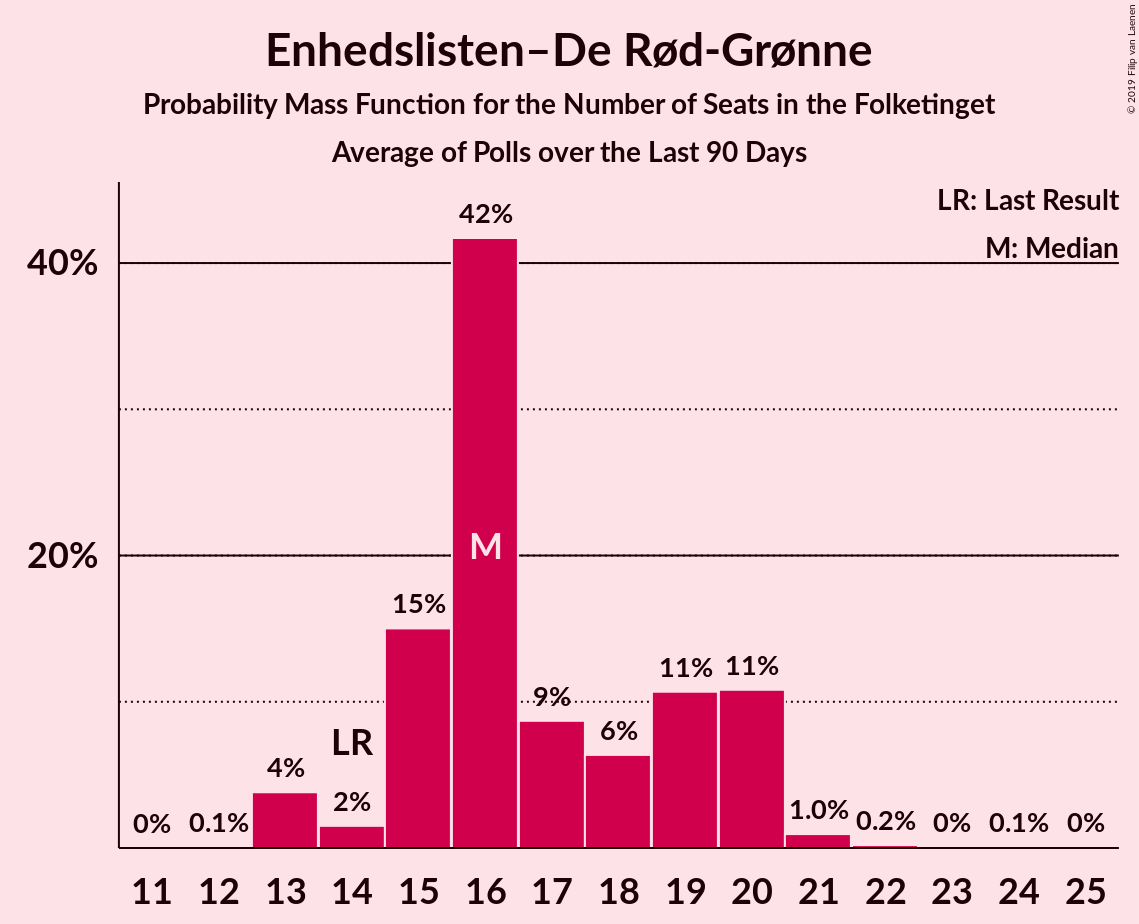 Enhedslisten–De Rød-Grønne
Probability Mass Function for the Number of Seats in the Folketinget
Average of Polls over the Last 90 Days
© 2019 Filip van Laenen
LR: Last Result
M: Median
40%
20%
0%
0.1%
4%
2%
LR
15%
42%
M
9%
6%
11%
11%
1.0%
0.2%
0%
0.1%
0%
11 12 13 14 15 16 17 18 19 20 21 22 23 24 25